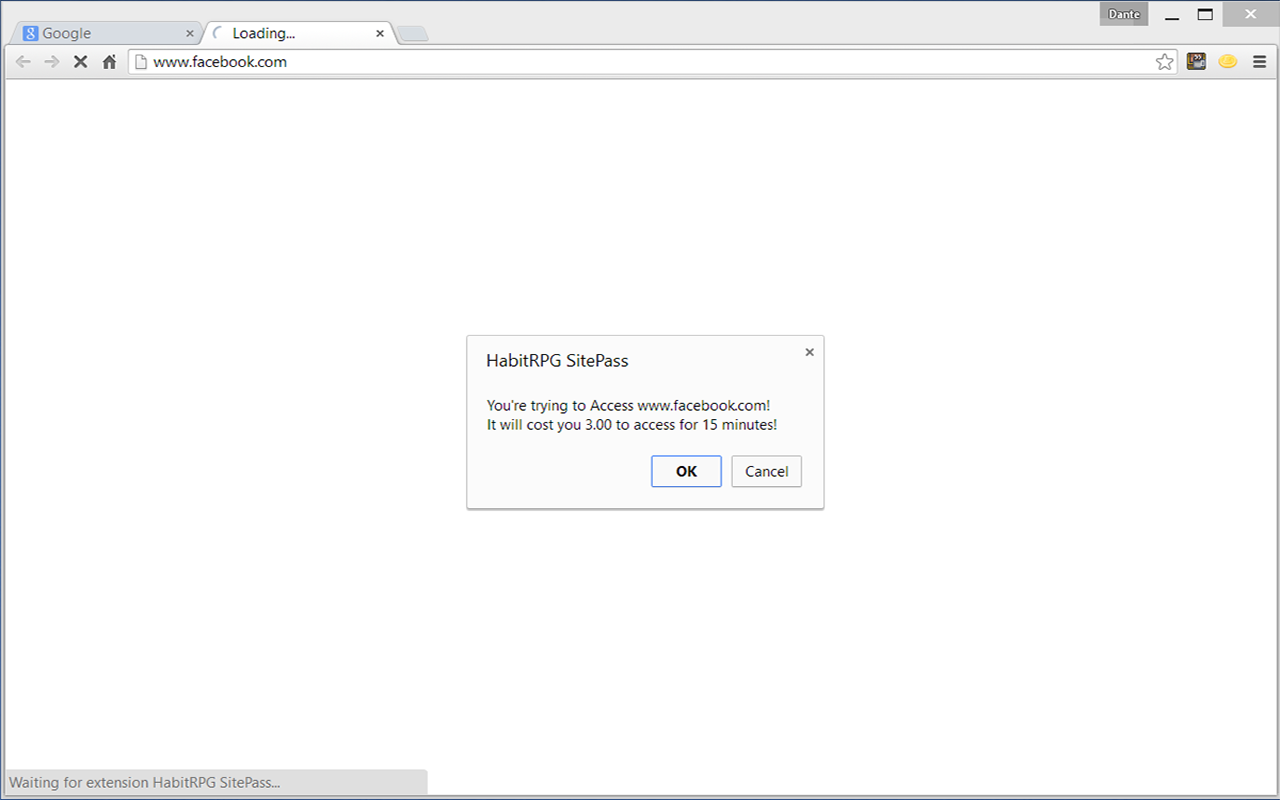 Dante
Google
Loading...
www.facebook.com
HabitRPG SitePass
You're trying to Access www.facebook.com!
It will cost you 3.00 to access for 15 minutes!
OK
Cancel
Waiting for extension HabitRPG SitePass...